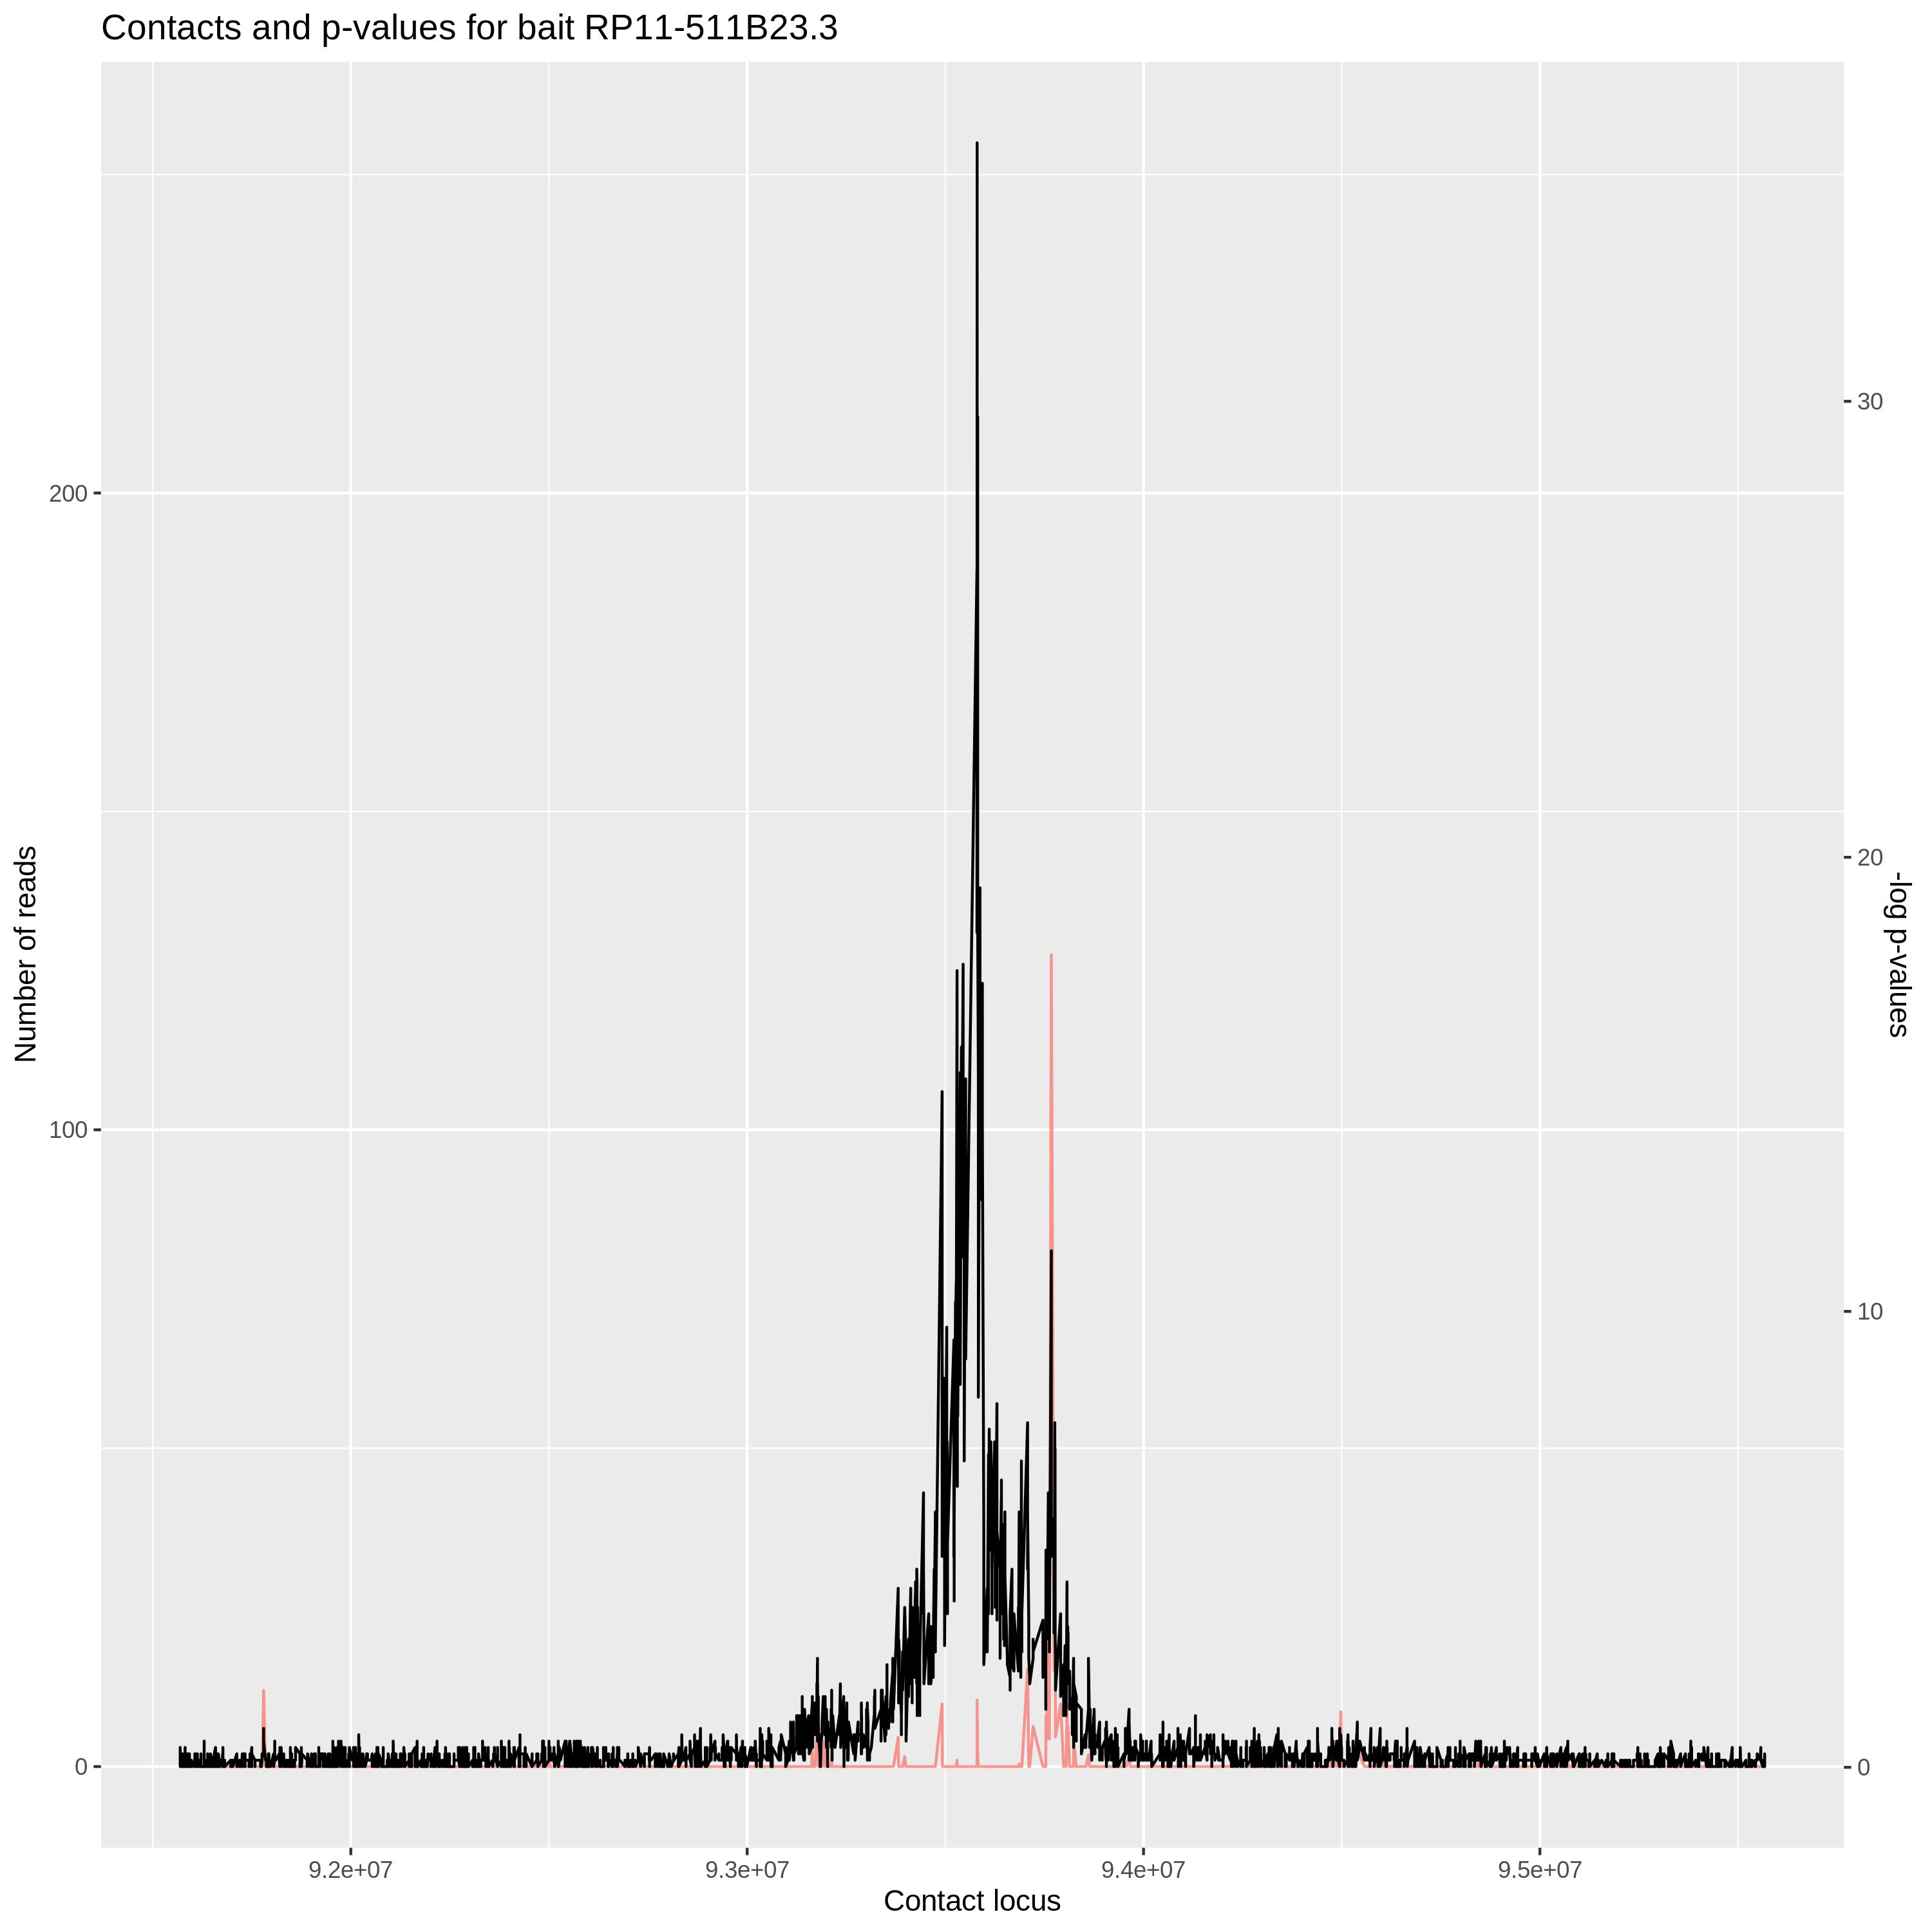 Contacts and p-values for bait RP11-511B23.3
200
100
0
Number of reads
30
20
10
0
-log p-values
9.2e+07 9.3e+07 9.4e+07 9.5e+07
Contact locus